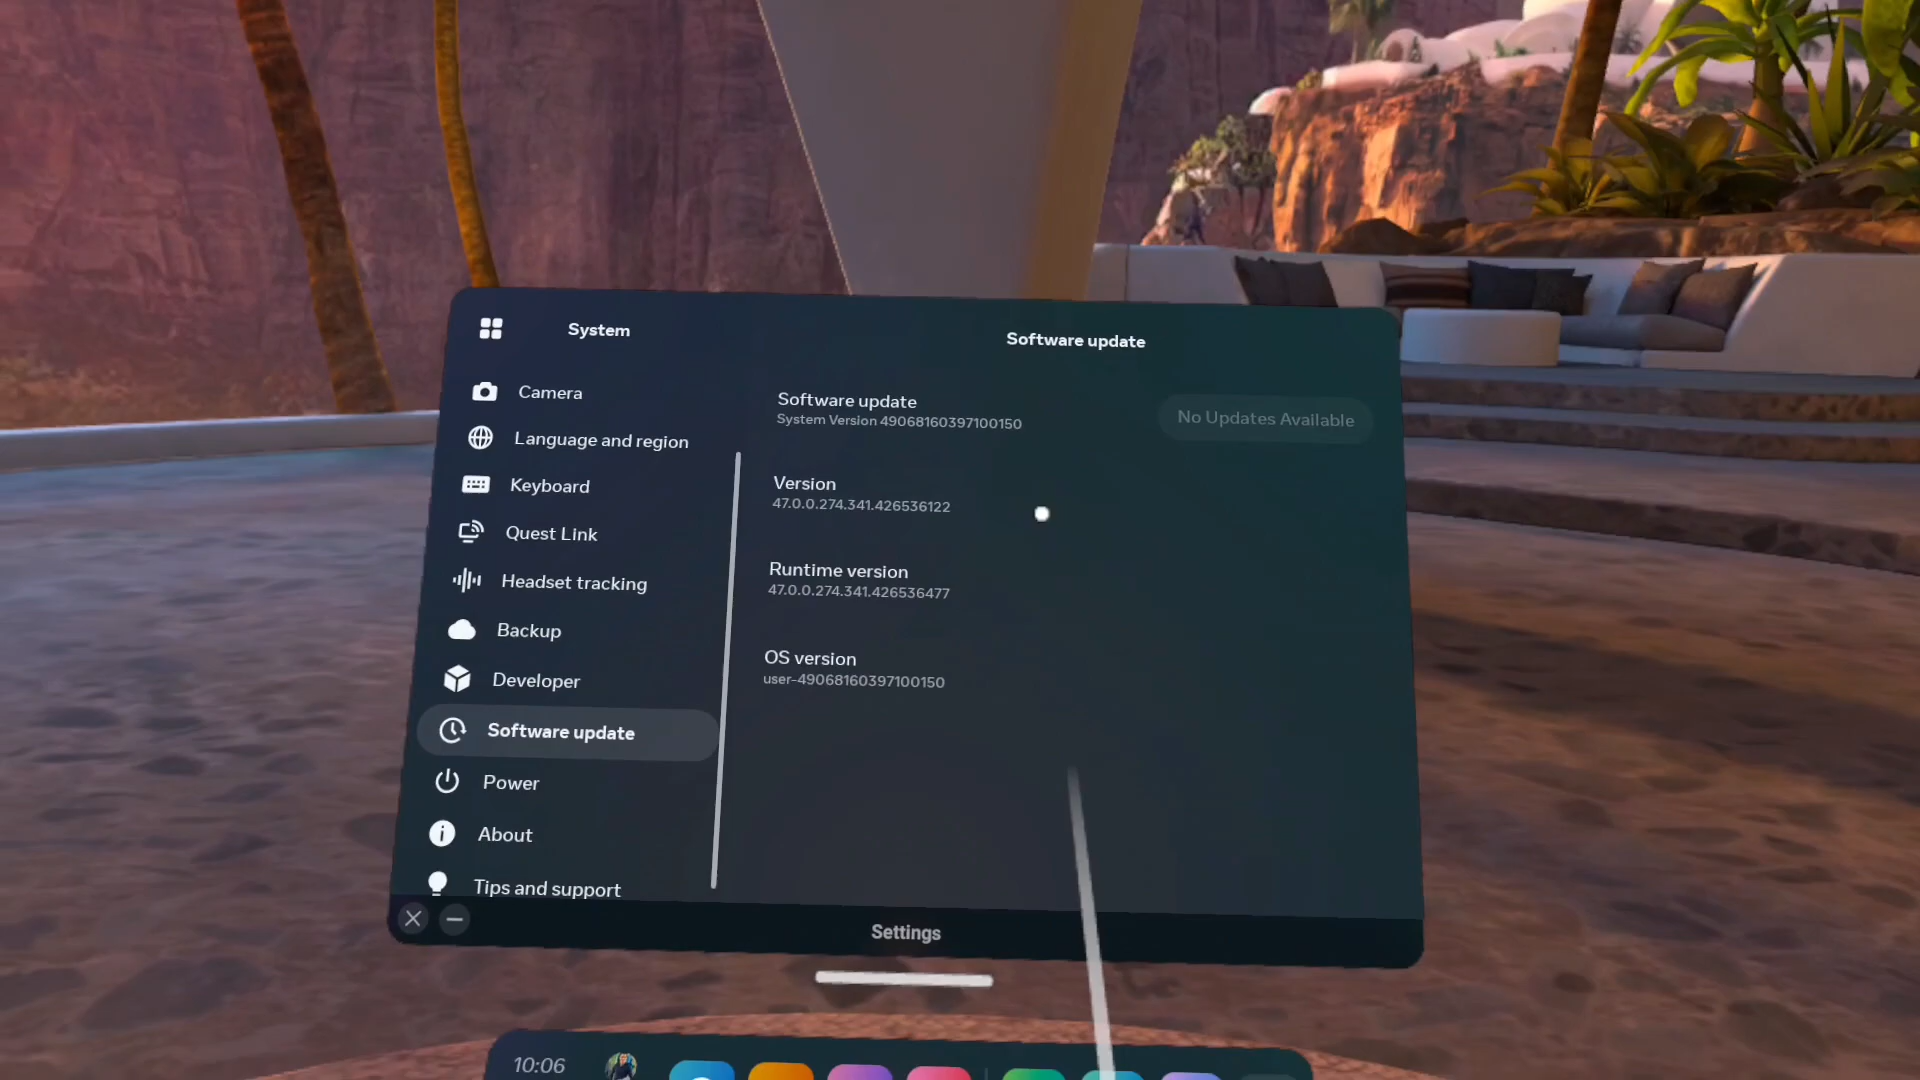 System
Software update
Camera
Language and region
Keyboard
Quest Link
Headset tracking
Backup
Developer
Software update
Power
About
Tips and support
Software update
System Version 49068160397100150
No Updates Available
Version
47.0.0.274.341.426536122
Runtime version
47.0.0.274.341.426536477
OS version
user-49068160397100150
Settings
10:06